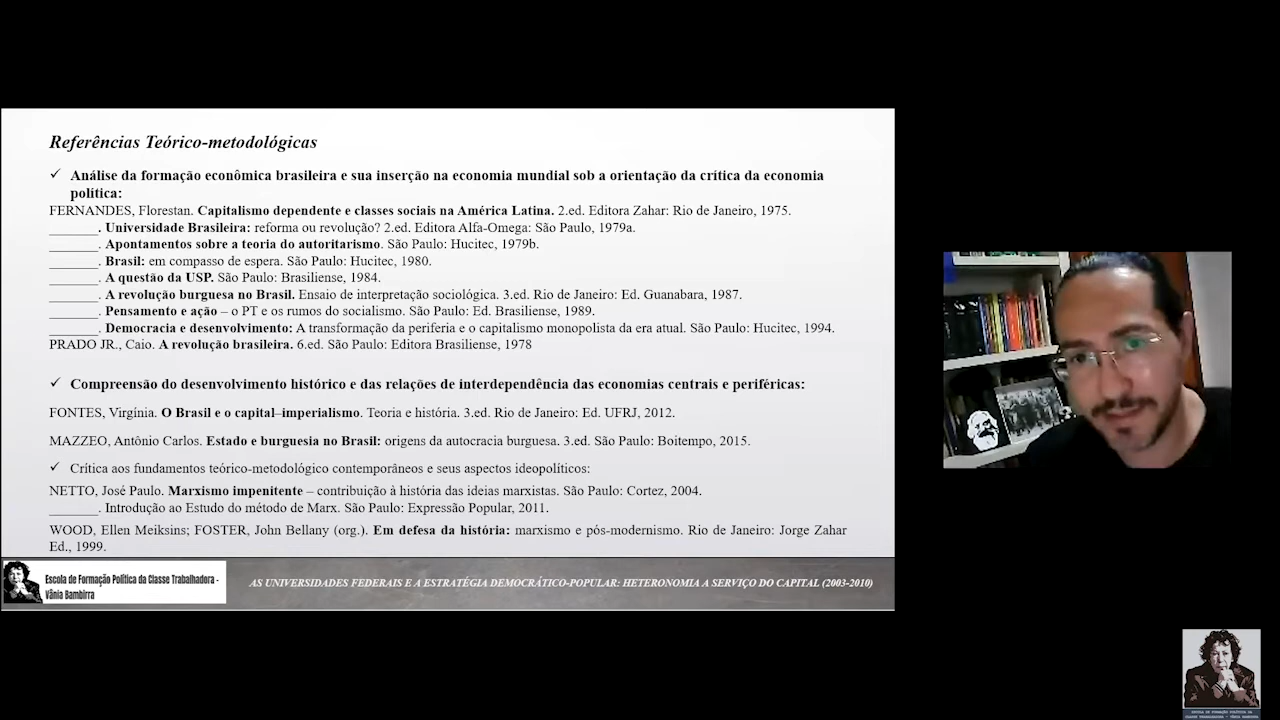 Referências Teórico-metodológicas
✓ Análise da formação econômica brasileira e sua inserção na economia mundial sob a orientação da crítica da economia
política:
FERNANDES, Florestan. Capitalismo dependente e classes sociais na América Latina. 2.ed. Editora Zahar: Rio de Janeiro, 1975.
_______. Universidade Brasileira: reforma ou revolução? 2.ed. Editora Alfa-Omega: São Paulo, 1979a.
_______. Apontamentos sobre a teoria do autoritarismo. São Paulo: Hucitec, 1979b.
_______. Brasil: em compasso de espera. São Paulo: Hucitec, 1980.
_______. A questão da USP. São Paulo: Brasiliense, 1984.
_______. A revolução burguesa no Brasil. Ensaio de interpretação sociológica. 3.ed. Rio de Janeiro: Ed. Guanabara, 1987.
_______. Pensamento e ação – o PT e os rumos do socialismo. São Paulo: Ed. Brasiliense, 1989.
_______. Democracia e desenvolvimento: A transformação da periferia e o capitalismo monopolista da era atual. São Paulo: Hucitec, 1994.
PRADO JR., Caio. A revolução brasileira. 6.ed. São Paulo: Editora Brasiliense, 1978
✓ Compreensão do desenvolvimento histórico e das relações de interdependência das economias centrais e periféricas:
FONTES, Virgínia. O Brasil e o capital–imperialismo. Teoria e história. 3.ed. Rio de Janeiro: Ed. UFRJ, 2012.
MAZZEO, Antônio Carlos. Estado e burguesia no Brasil: origens da autocracia burguesa. 3.ed. São Paulo: Boitempo, 2015.
✓ Crítica aos fundamentos teórico-metodológico contemporâneos e seus aspectos ideopolíticos:
NETTO, José Paulo. Marxismo impenitente – contribuição à história das ideias marxistas. São Paulo: Cortez, 2004.
_______. Introdução ao Estudo do método de Marx. São Paulo: Expressão Popular, 2011.
WOOD, Ellen Meiksins; FOSTER, John Bellany (org.). Em defesa da história: marxismo e pós-modernismo. Rio de Janeiro: Jorge Zahar
Ed., 1999.
Escola de Formação Política da Classe Trabalhadora -
Vânia Bambirra
AS UNIVERSIDADES FEDERAIS E A ESTRATÉGIA DEMOCRÁTICO-POPULAR: HETERONOMIA A SERVIÇO DO CAPITAL (2003-2010)
ESCOLA DE FORMAÇÃO POLÍTICA DA
CLASSE TRABALHADORA - VÂNIA BAMBIRRA